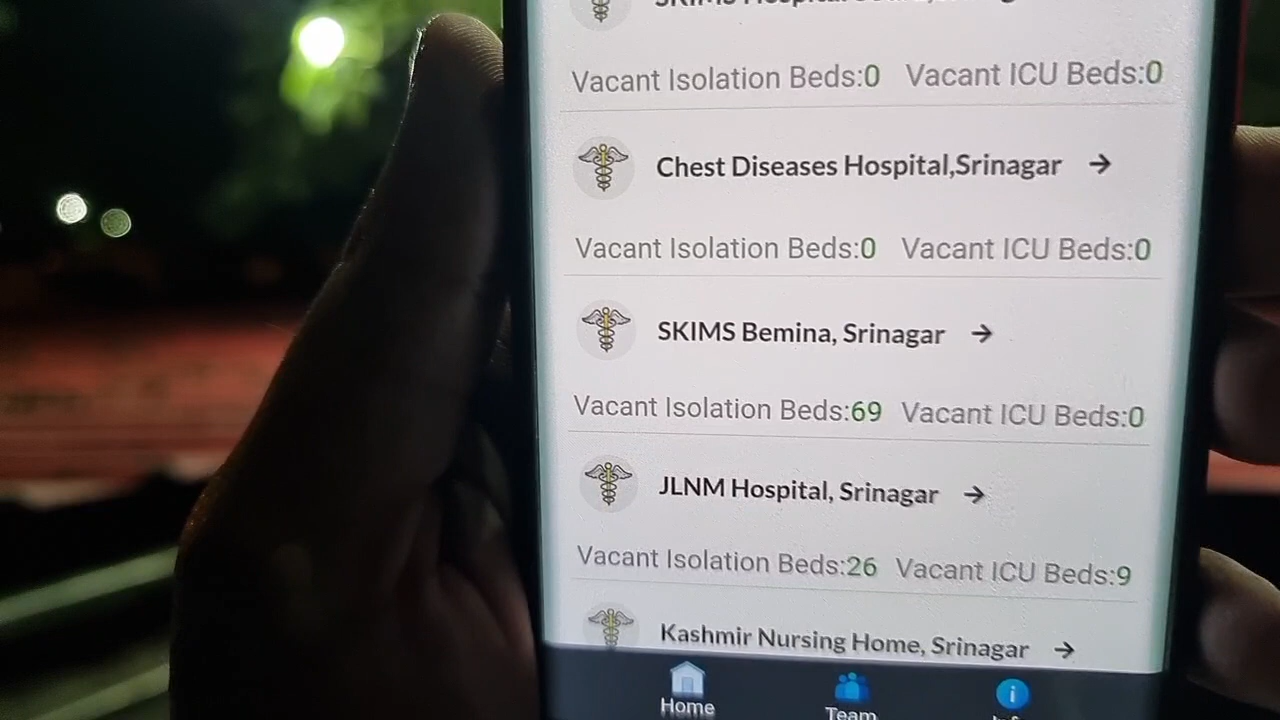 Vacant Isolation Beds:0 Vacant ICU Beds:0
Chest Diseases Hospital,Srinagar →
Vacant Isolation Beds:0 Vacant ICU Beds:0
SKIMS Bemina, Srinagar →
Vacant Isolation Beds:69 Vacant ICU Beds:0
JLNM Hospital, Srinagar →
Vacant Isolation Beds:26 Vacant ICU Beds:9
Kashmir Nursing Home, Srinagar →
Home Team